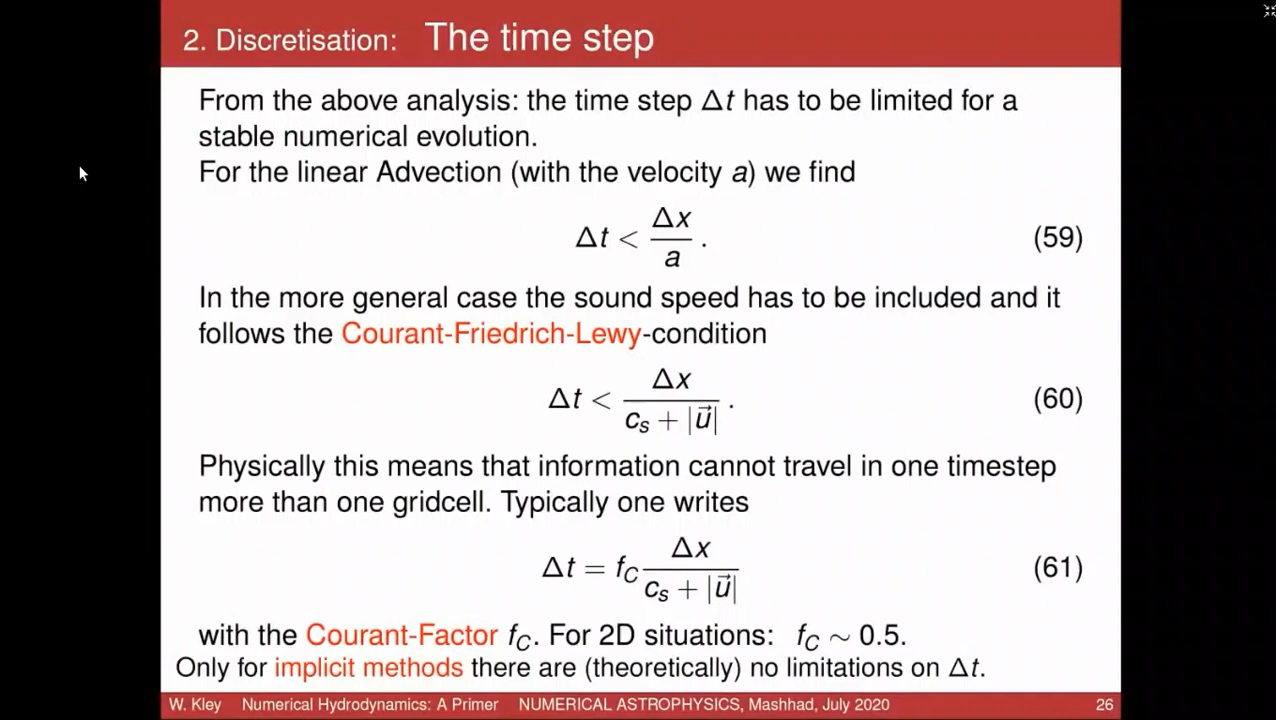 2. Discretisation: The time step
From the above analysis: the time step Δt has to be limited for a
stable numerical evolution.
For the linear Advection (with the velocity a) we find
Δt < Δx / a . (59)
In the more general case the sound speed has to be included and it
follows the Courant-Friedrich-Lewy-condition
Δt < Δx / (c_s + |u⃗|) . (60)
Physically this means that information cannot travel in one timestep
more than one gridcell. Typically one writes
Δt = f_C Δx / (c_s + |u⃗|) (61)
with the Courant-Factor f_C. For 2D situations: f_C ∼ 0.5.
Only for implicit methods there are (theoretically) no limitations on Δt.
W. Kley Numerical Hydrodynamics: A Primer NUMERICAL ASTROPHYSICS, Mashhad, July 2020 26